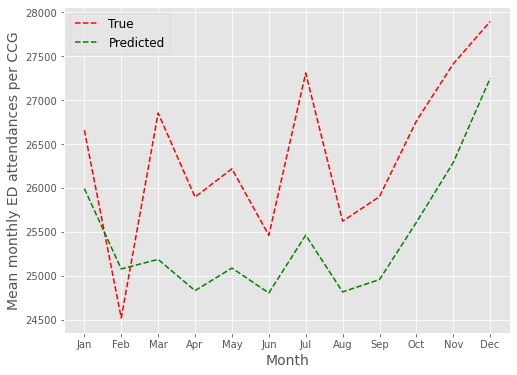 28000
27500
27000
26500
26000
25500
25000
24500
Mean monthly ED attendances per CCG
True
Predicted
Jan Feb Mar Apr May Jun Jul Aug Sep Oct Nov Dec
Month